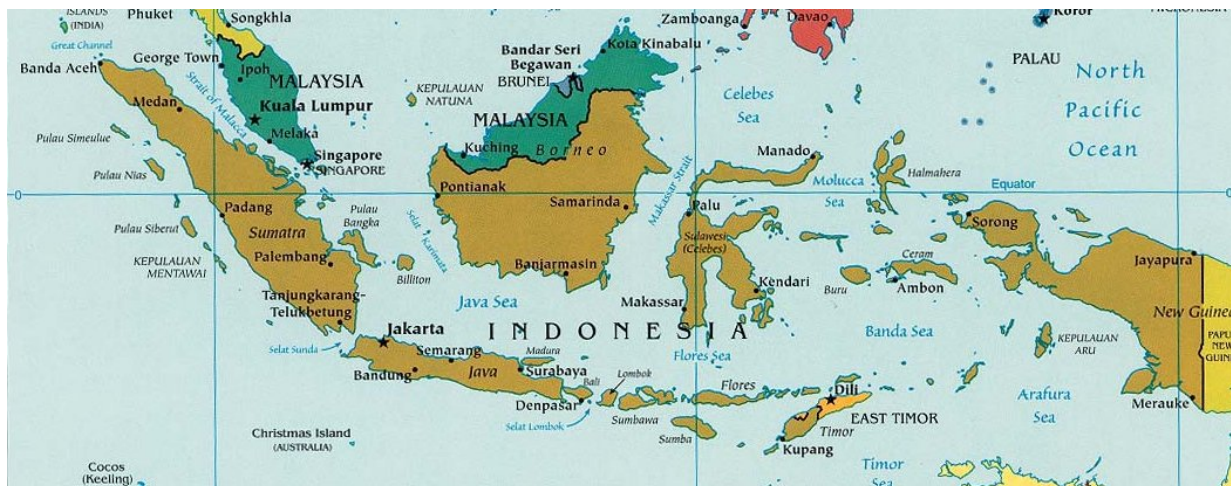 Phuket
Songkhla
ISLANDS
(INDIA)
Great Channel
Banda Aceh
George Town
Ipoh
MALAYSIA
Kuala Lumpur
Strait of Malacca
Medan
Melaka
Singapore
SINGAPORE
Pulau Simeulue
Pulau Nias
KEPULAUAN
NATUNA
Bandar Seri
Begawan
BRUNEI
Kota Kinabalu
MALAYSIA
Kuching
Borneo
Zamboanga
Davao
Celebes
Sea
Koror
PALAU
North
Pacific
Ocean
0
Equator
Pontianak
Samarinda
Makassar Strait
Manado
Molucca
Sea
Halmahera
Padang
Sumatra
Pulau Siberut
KEPULAUAN
MENTAWAI
Palembang
Pulau
Bangka
Selat Karimata
Billiton
Banjarmasin
Palu
Sulawesi
(Celebes)
Kendari
Makassar
Sorong
Ceram
Buru
Ambon
Jayapura
New Guinea
Tanjungkarang-
Telukbetung
Java Sea
INDONESIA
Banda Sea
KEPULAUAN
ARU
Selat Sunda
Jakarta
Semarang
Madura
Bandung
Java
Surabaya
Bali
Lombok
Flores Sea
Flores
Denpasar
Selat Lombok
Sumbawa
Sumba
Dili
EAST TIMOR
Timor
Kupang
Arafura
Sea
Merauke
Christmas Island
(AUSTRALIA)
Cocos
(Keeling)
Timor
Sea